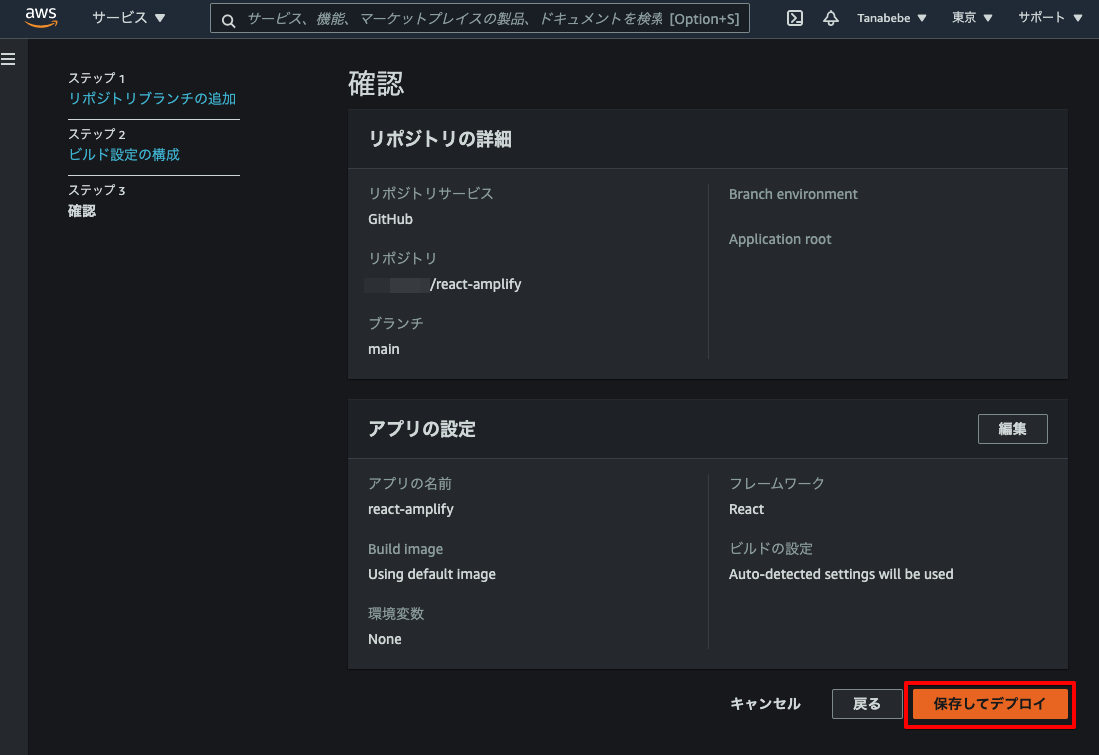 aws
サービス ▼
サービス、機能、マーケットプレイスの製品、ドキュメントを検索 [Option+S]
Tanabebe ▼
東京 ▼
サポート ▼
ステップ 1
リポジトリブランチの追加
ステップ 2
ビルド設定の構成
ステップ 3
確認
確認
リポジトリの詳細
リポジトリサービス
GitHub
リポジトリ
/react-amplify
ブランチ
main
Branch environment
Application root
アプリの設定
編集
アプリの名前
react-amplify
Build image
Using default image
環境変数
None
フレームワーク
React
ビルドの設定
Auto-detected settings will be used
キャンセル
戻る
保存してデプロイ